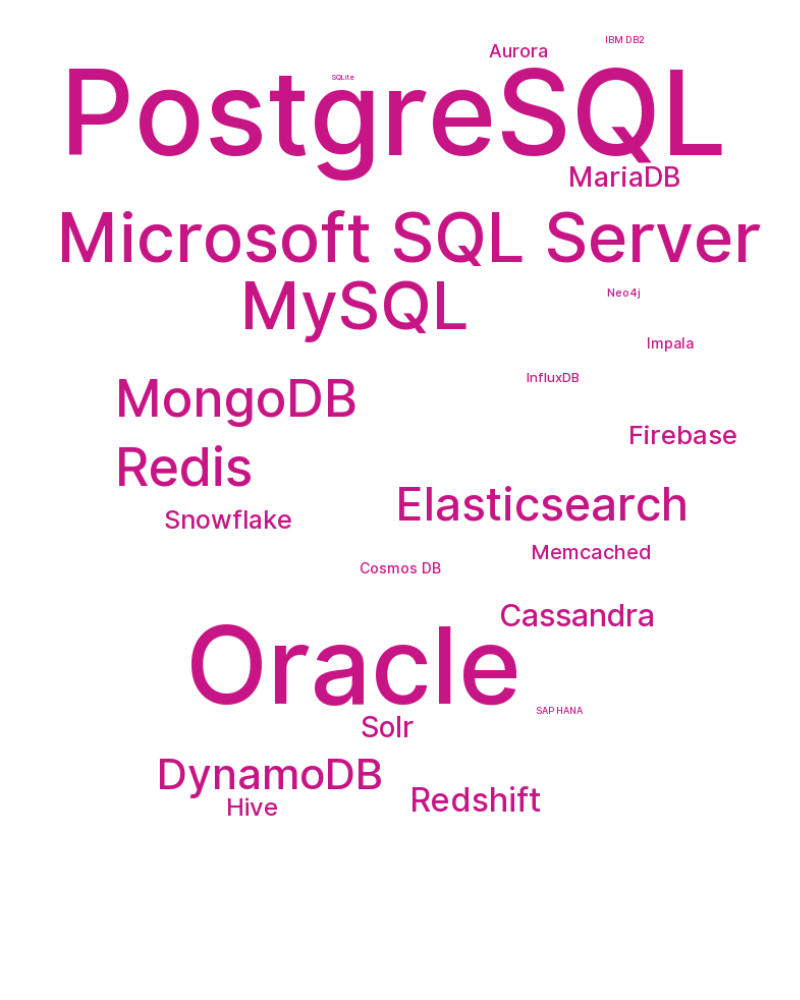 IBM DB2
Aurora
SQLite
PostgreSQL
MariaDB
Microsoft SQL Server
MySQL
Neo4j
Impala
InfluxDB
MongoDB
Firebase
Redis
Elasticsearch
Snowflake
Memcached
Cosmos DB
Cassandra
Oracle
SAP HANA
Solr
DynamoDB
Redshift
Hive